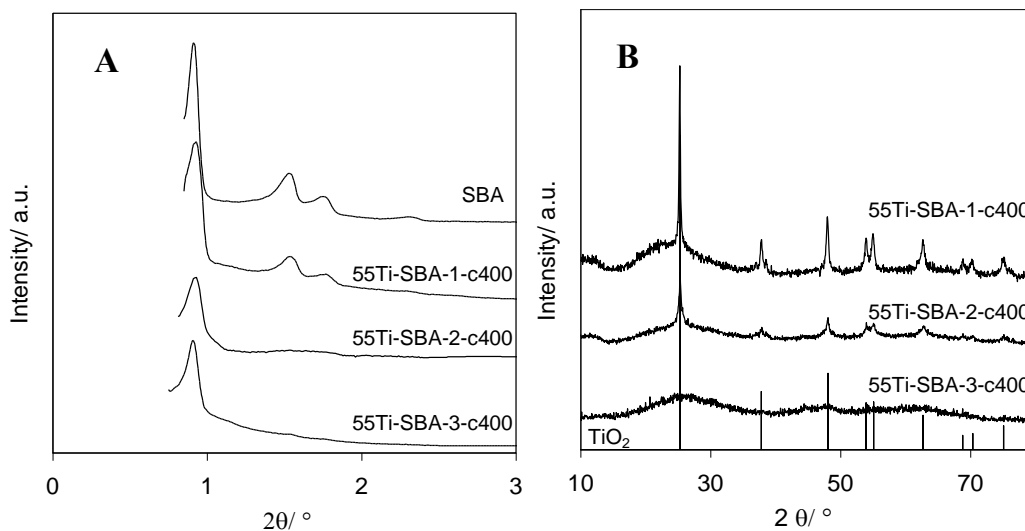 A
Intensity/ a.u.
SBA
55Ti-SBA-1-c400
55Ti-SBA-2-c400
55Ti-SBA-3-c400
0 1 2 3
2θ/ °
B
Intensity/ a.u.
55Ti-SBA-1-c400
55Ti-SBA-2-c400
55Ti-SBA-3-c400
TiO₂
10 30 50 70
2 θ/ °